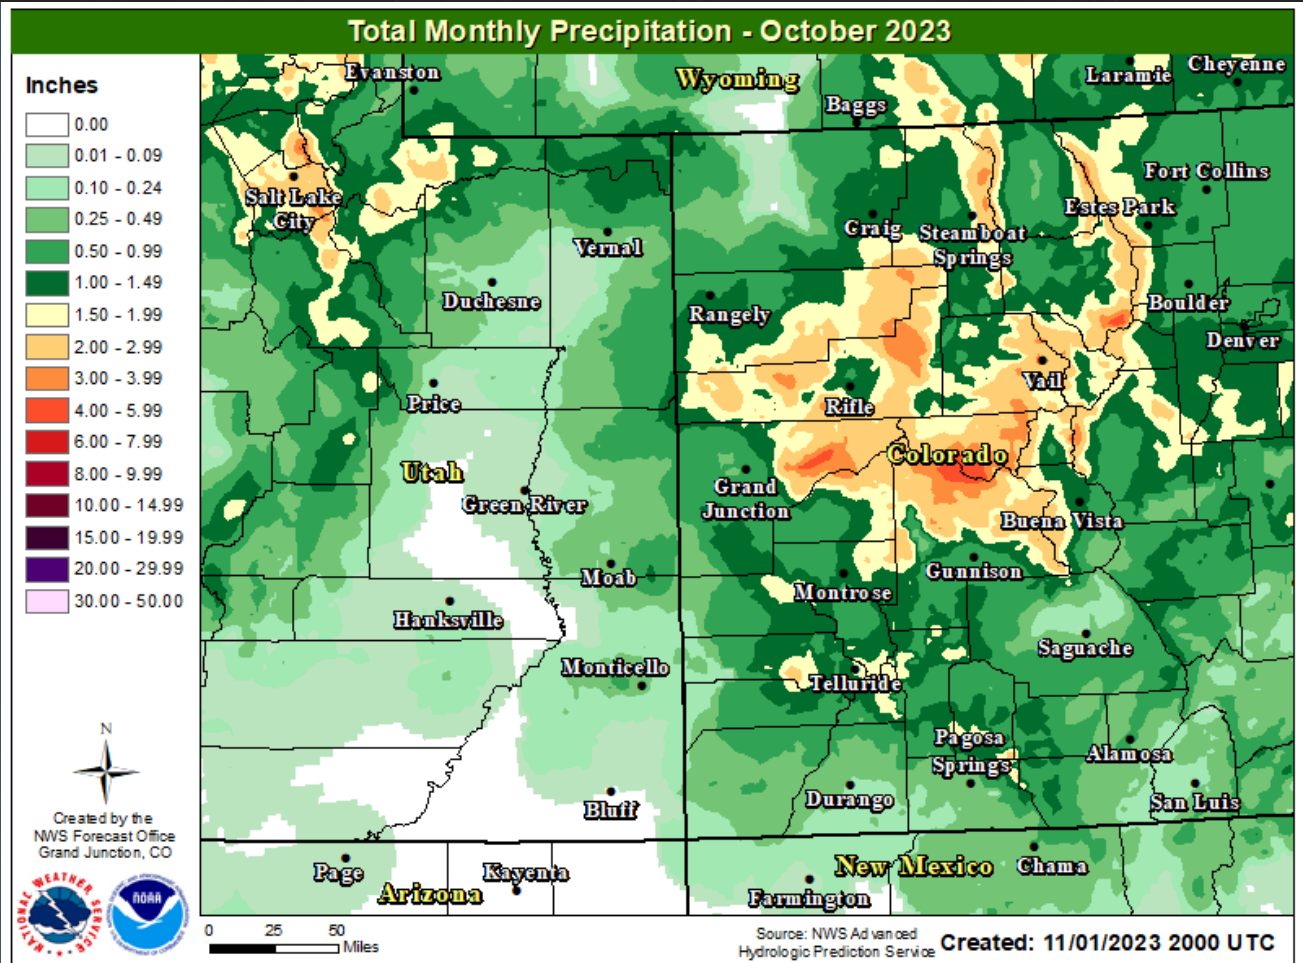 Total Monthly Precipitation - October 2023
Inches
0.00
0.01 - 0.09
0.10 - 0.24
0.25 - 0.49
0.50 - 0.99
1.00 - 1.49
1.50 - 1.99
2.00 - 2.99
3.00 - 3.99
4.00 - 5.99
6.00 - 7.99
8.00 - 9.99
10.00 - 14.99
15.00 - 19.99
20.00 - 29.99
30.00 - 50.00
Evanston
Wyoming
Laramie
Cheyenne
Baggs
Salt Lake
City
Fort Collins
Estes Park
Craig
Steamboat
Springs
Vernal
Duchesne
Rangely
Boulder
Denver
Vail
Price
Rifle
Utah
Colorado
Green River
Grand
Junction
Buena Vista
Moab
Gunnison
Montrose
Hanksville
Saguache
Monticello
Telluride
Pagosa
Springs
Alamosa
Bluff
Durango
San Luis
Page
Arizona
Kayenta
New Mexico
Chama
Farmington
N
Created by the
NWS Forecast Office
Grand Junction, CO
NATIONAL WEATHER SERVICE
NOAA
0 25 50
Miles
Source: NWS Advanced
Hydrologic Prediction Service
Created: 11/01/2023 2000 UTC